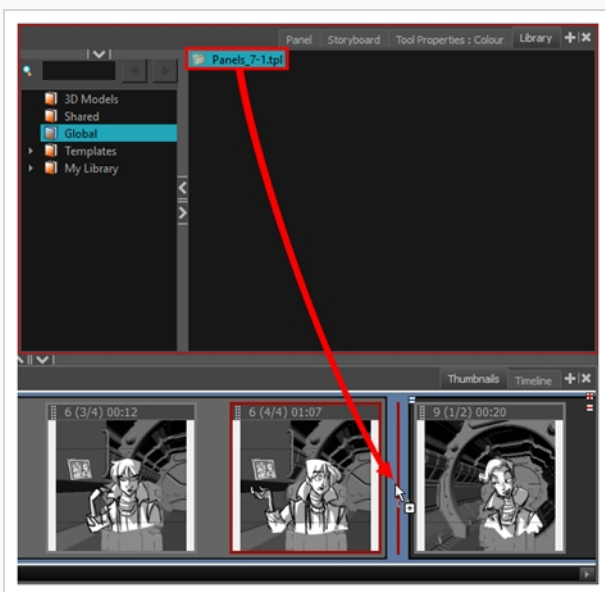 Panel Storyboard Tool Properties : Colour Library
Panels_7-1.tpl
3D Models
Shared
Global
Templates
My Library
Thumbnails Timeline
6 (3/4) 00:12
6 (4/4) 01:07
9 (1/2) 00:20